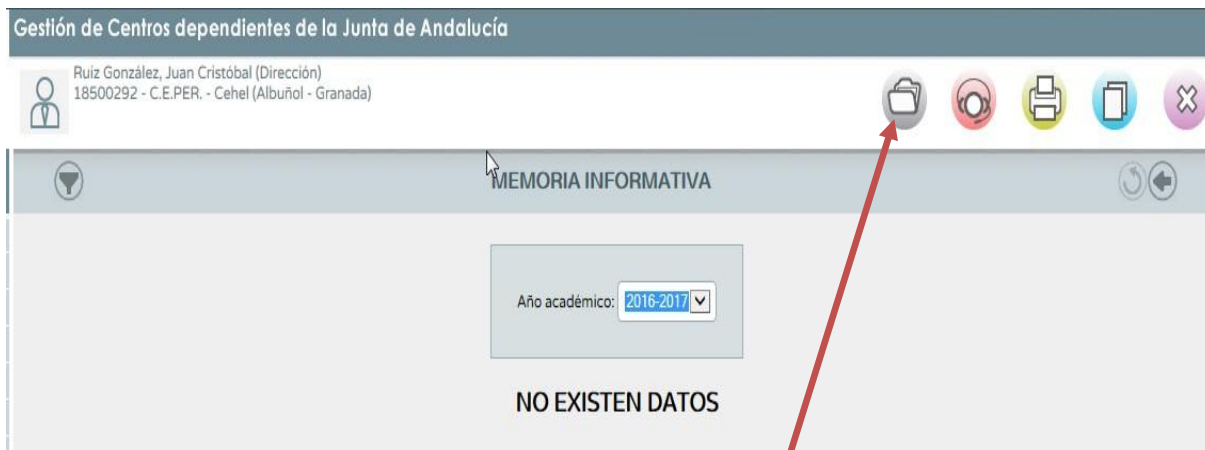 Gestión de Centros dependientes de la Junta de Andalucía
Ruiz González, Juan Cristóbal (Dirección)
18500292 - C.E.PER. - Cehel (Albuñol - Granada)
MEMORIA INFORMATIVA
Año académico: 2016-2017
NO EXISTEN DATOS